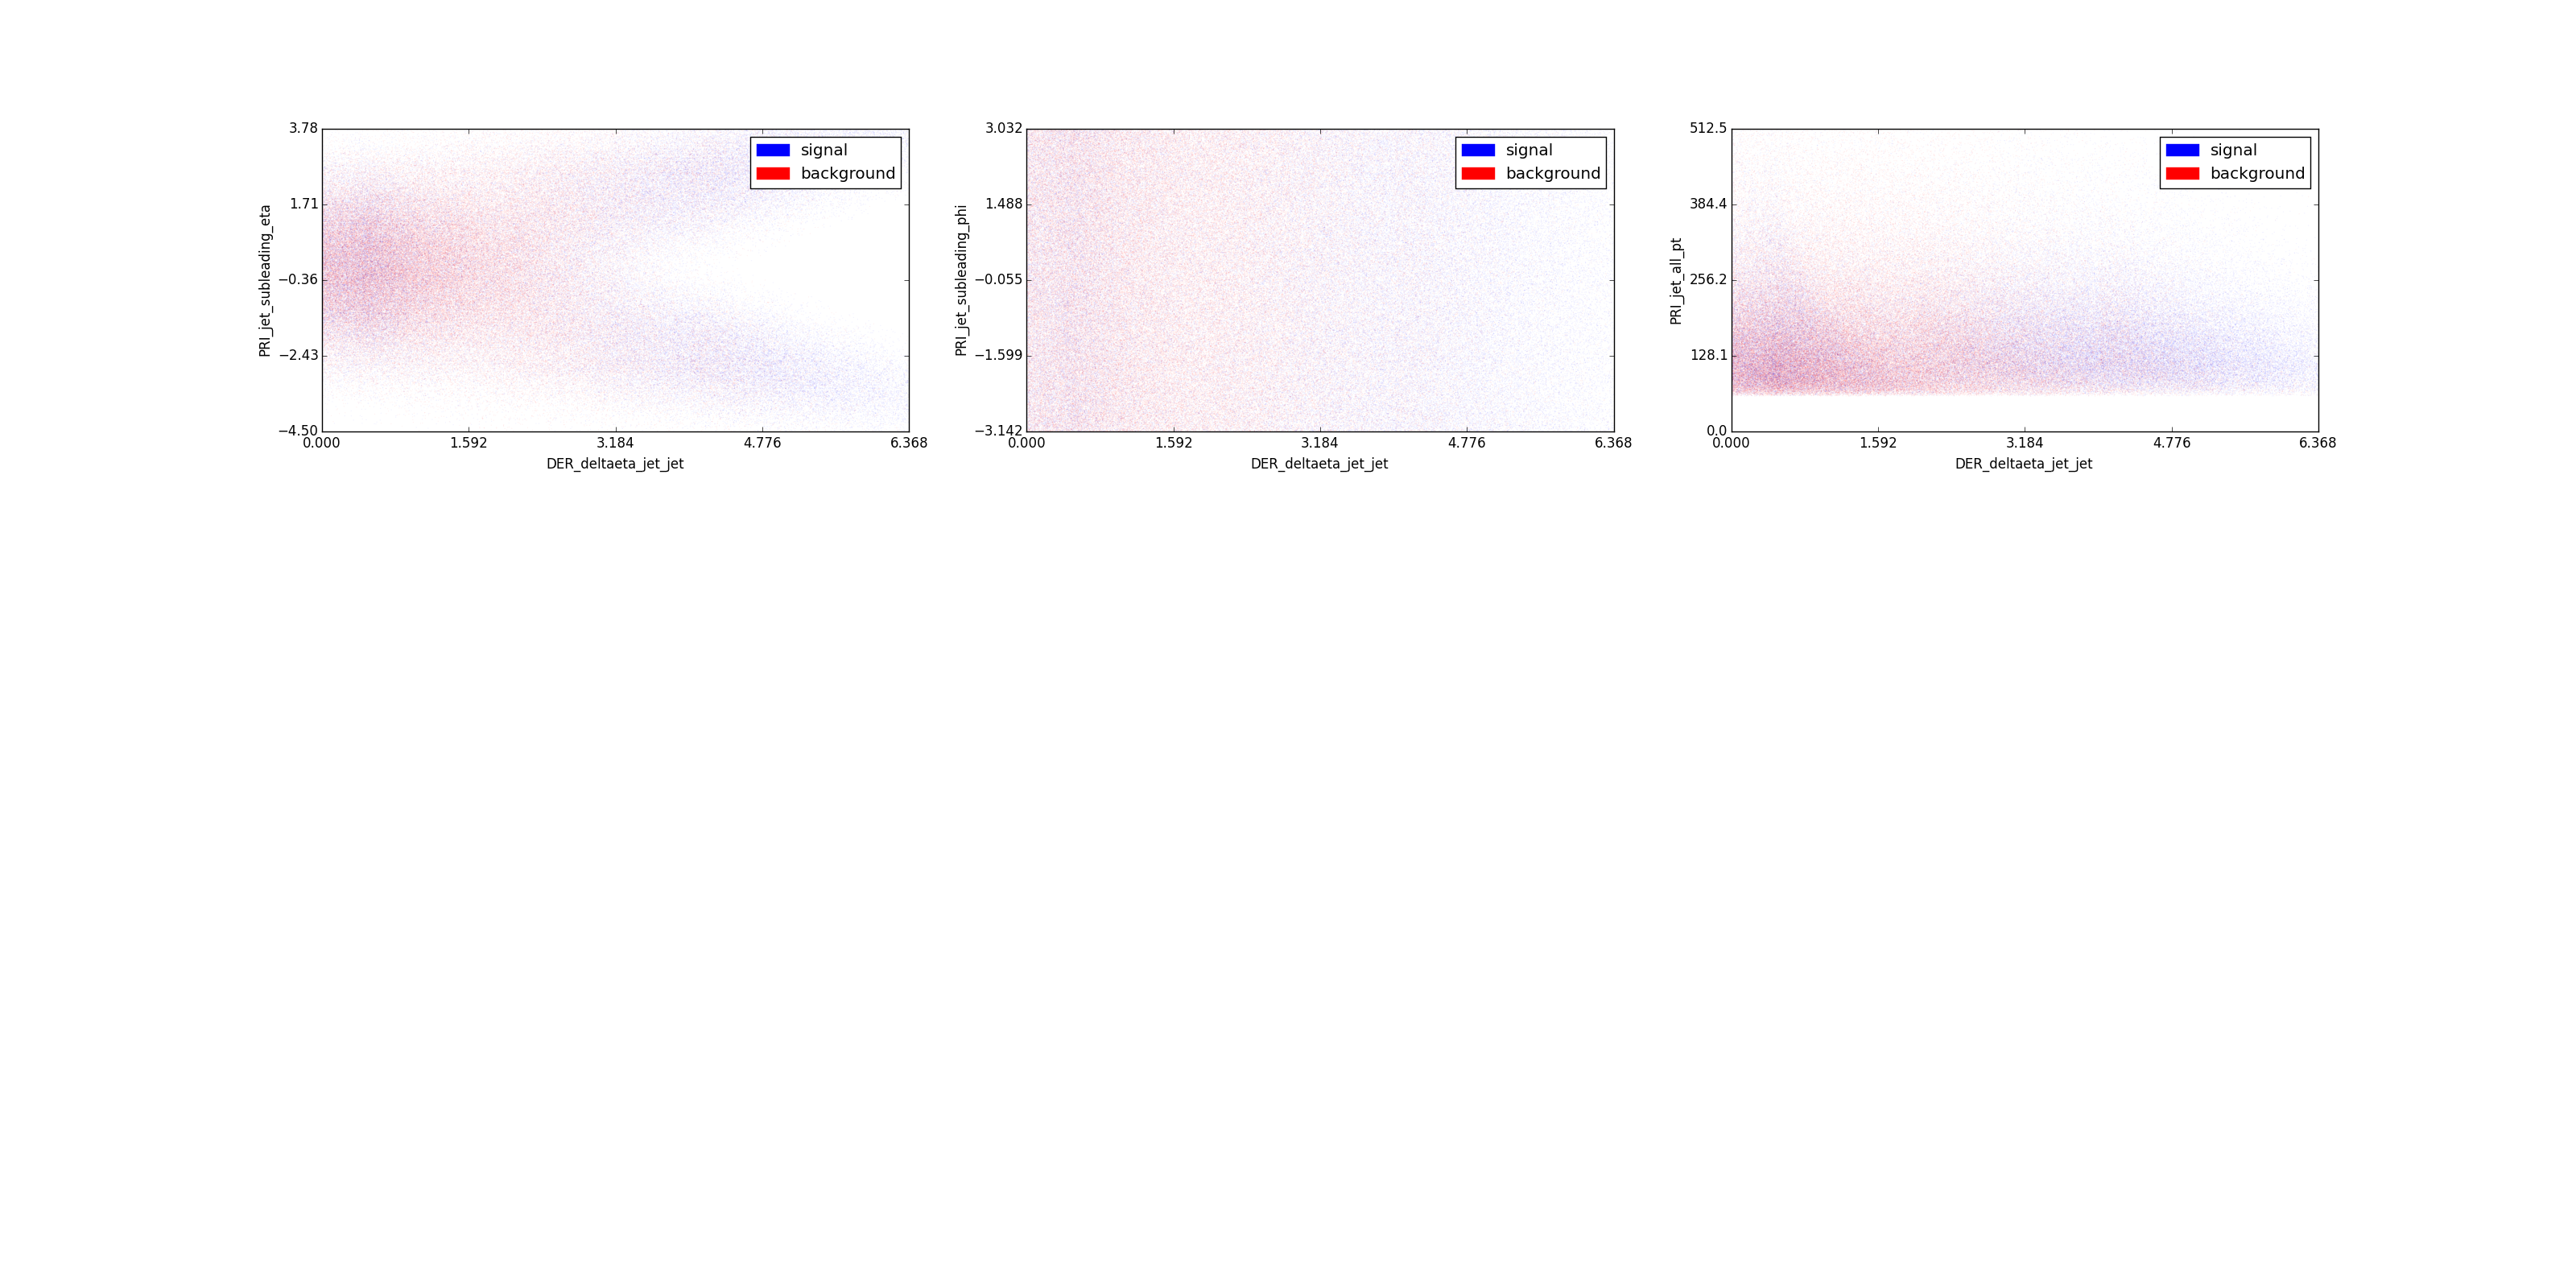 3.78
1.71
−0.36
−2.43
−4.50
PRI_jet_subleading_eta
signal
background
0.000 1.592 3.184 4.776 6.368
DER_deltaeta_jet_jet
3.032
1.488
−0.055
−1.599
−3.142
PRI_jet_subleading_phi
signal
background
0.000 1.592 3.184 4.776 6.368
DER_deltaeta_jet_jet
512.5
384.4
256.2
128.1
0.0
PRI_jet_all_pt
signal
background
0.000 1.592 3.184 4.776 6.368
DER_deltaeta_jet_jet